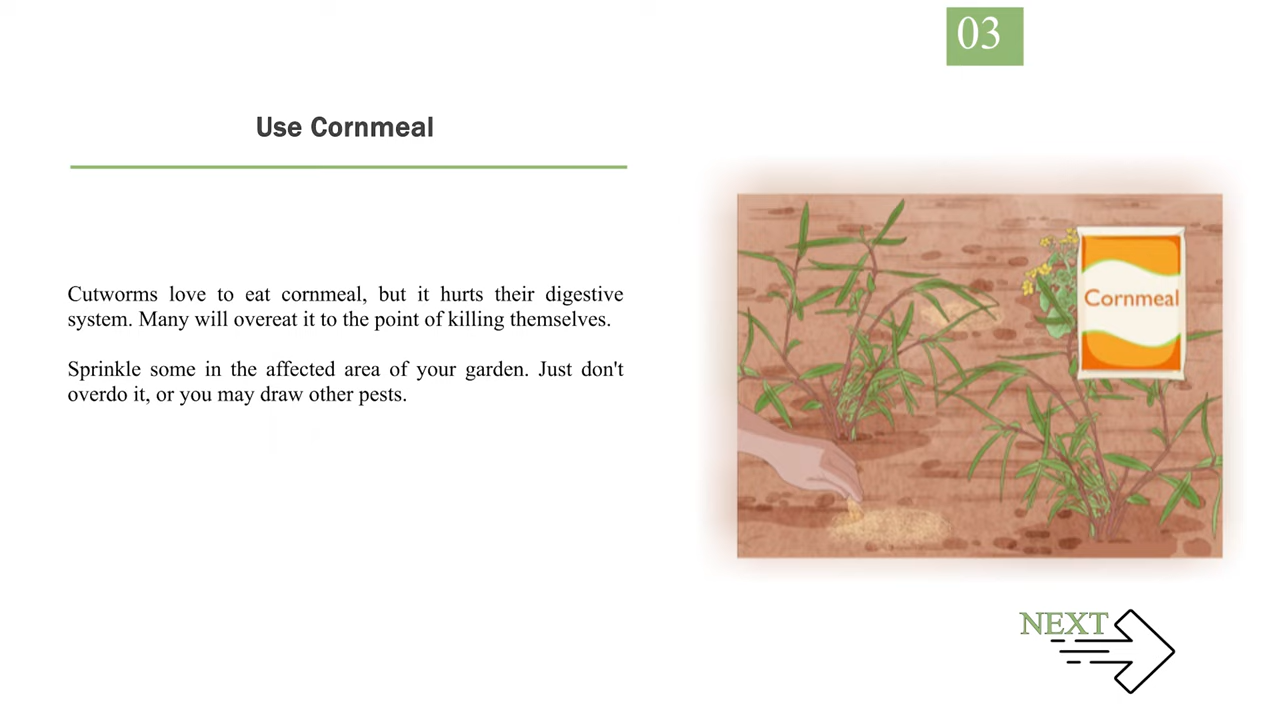 03
Use Cornmeal
Cutworms love to eat cornmeal, but it hurts their digestive
system. Many will overeat it to the point of killing themselves.
Sprinkle some in the affected area of your garden. Just don't
overdo it, or you may draw other pests.
Cornmeal
NEXT